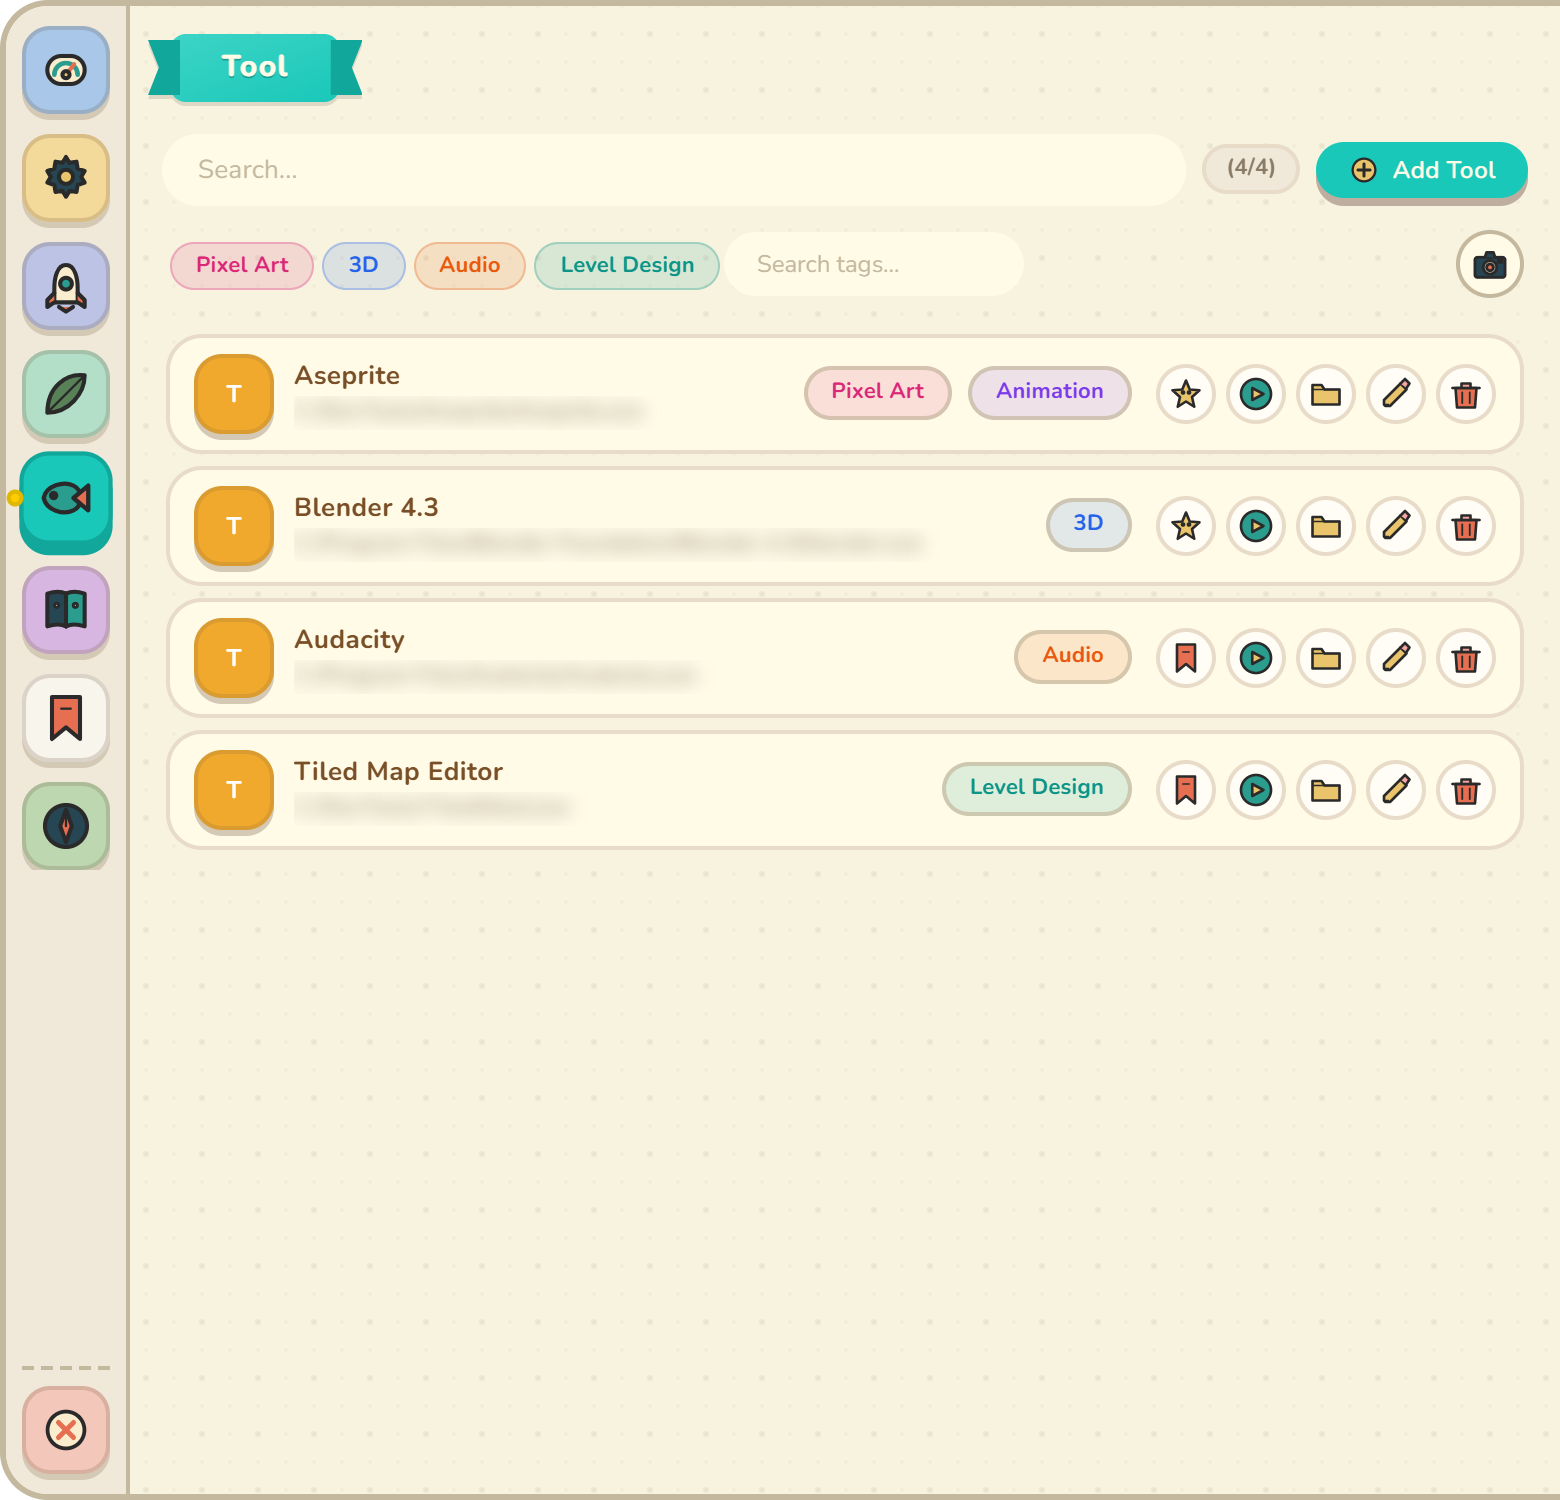 Tool
Search...
(4/4)
Add Tool
Pixel Art
3D
Audio
Level Design
Search tags...
T
Aseprite
Pixel Art
Animation
T
Blender 4.3
3D
T
Audacity
Audio
T
Tiled Map Editor
Level Design